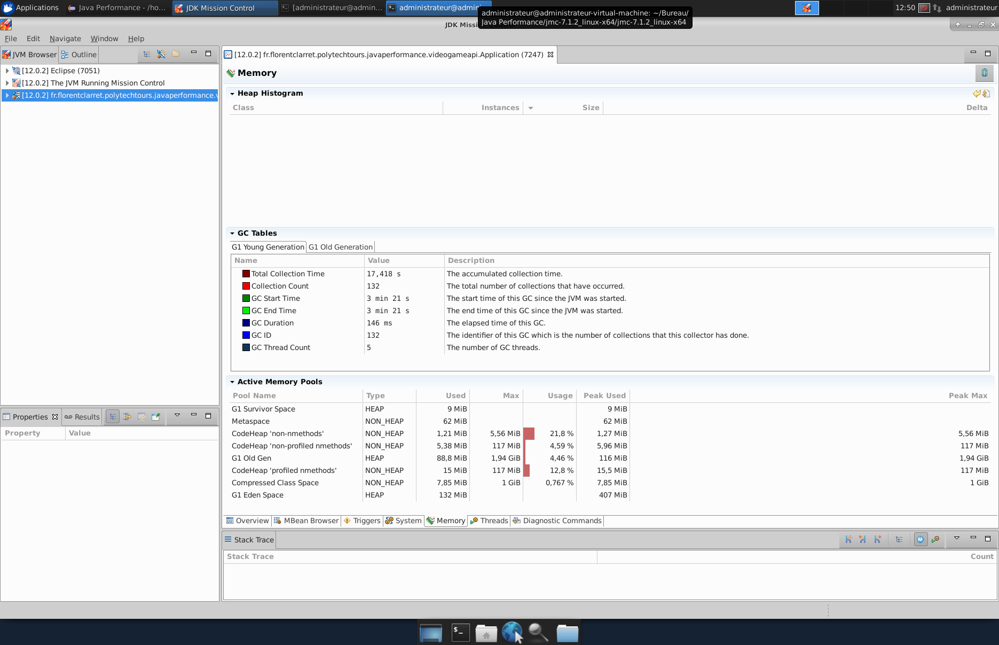 Applications
Java Performance - /ho...
JDK Mission Control
[administrateur@admin...
administrateur@admini
12:50
administrateur
administrateur@administrateur-virtual-machine: ~/Bureau/
Java Performance/jmc-7.1.2_linux-x64/jmc-7.1.2_linux-x64
JDK Missi
File Edit Navigate Window Help
JVM Browser
Outline
[12.0.2] Eclipse (7051)
[12.0.2] The JVM Running Mission Control
[12.0.2] fr.florentclarret.polytechtours.javaperformance.v
Properties
Results
Property Value
[12.0.2] fr.florentclarret.polytechtours.javaperformance.videogameapi.Application (7247)
Memory
Heap Histogram
Class Instances Size Delta
GC Tables
G1 Young Generation G1 Old Generation
Name Value Description
Total Collection Time 17,418 s The accumulated collection time.
Collection Count 132 The total number of collections that have occurred.
GC Start Time 3 min 21 s The start time of this GC since the JVM was started.
GC End Time 3 min 21 s The end time of this GC since the JVM was started.
GC Duration 146 ms The elapsed time of this GC.
GC ID 132 The identifier of this GC which is the number of collections that this collector has done.
GC Thread Count 5 The number of GC threads.
Active Memory Pools
Pool Name Type Used Max Usage Peak Used Peak Max
G1 Survivor Space HEAP 9 MiB 9 MiB
Metaspace NON_HEAP 62 MiB 62 MiB
CodeHeap 'non-nmethods' NON_HEAP 1,21 MiB 5,56 MiB 21,8 % 1,27 MiB 5,56 MiB
CodeHeap 'non-profiled nmethods' NON_HEAP 5,38 MiB 117 MiB 4,59 % 5,96 MiB 117 MiB
G1 Old Gen HEAP 88,8 MiB 1,94 GiB 4,46 % 116 MiB 1,94 GiB
CodeHeap 'profiled nmethods' NON_HEAP 15 MiB 117 MiB 12,8 % 15,5 MiB 117 MiB
Compressed Class Space NON_HEAP 7,85 MiB 1 GiB 0,767 % 7,85 MiB 1 GiB
G1 Eden Space HEAP 132 MiB 407 MiB
Overview MBean Browser Triggers System Memory Threads Diagnostic Commands
Stack Trace
Stack Trace Count